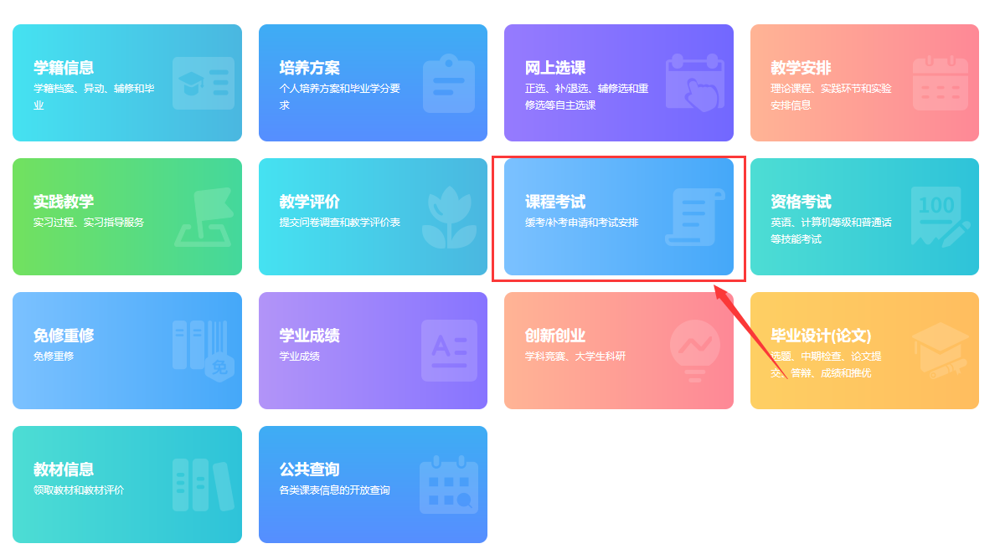 学籍信息
学籍档案、异动、辅修和毕
业
培养方案
个人培养方案和毕业学分要
求
网上选课
正选、补/退选、辅修选和重
修选等自主选课
教学安排
理论课程、实践环节和实验
安排信息
实践教学
实习过程、实习指导服务
教学评价
提交问卷调查和教学评价表
课程考试
缓考/补考申请和考试安排
资格考试
英语、计算机等级和普通话
等技能考试
100
免修重修
免修重修
免
学业成绩
学业成绩
A
创新创业
学科竞赛、大学生科研
毕业设计(论文)
选题、中期检查、论文提
交、答辩、成绩和推优
教材信息
领取教材和教材评价
公共查询
各类课表信息的开放查询